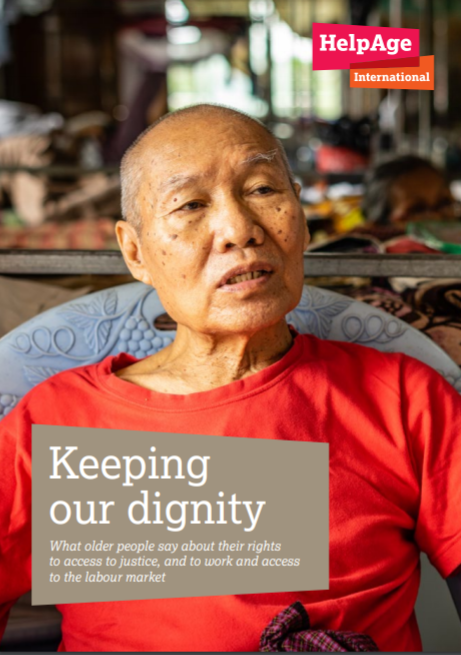 HelpAge
International
Keeping
our dignity
What older people say about their rights
to access to justice, and to work and access
to the labour market